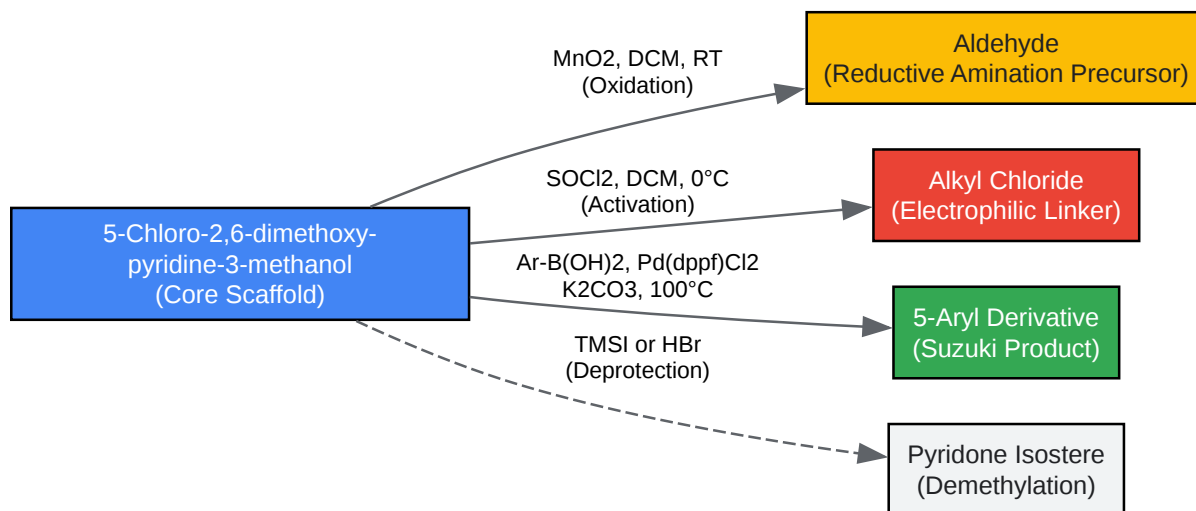 Aldehyde
(Reductive Amination Precursor)
MnO2, DCM, RT
(Oxidation)
SOCl2, DCM, 0°C
(Activation)
Alkyl Chloride
(Electrophilic Linker)
5-Chloro-2,6-dimethoxy-
pyridine-3-methanol
(Core Scaffold)
Ar-B(OH)2, Pd(dppf)Cl2
K2CO3, 100°C
5-Aryl Derivative
(Suzuki Product)
TMSI or HBr
(Deprotection)
Pyridone Isostere
(Demethylation)